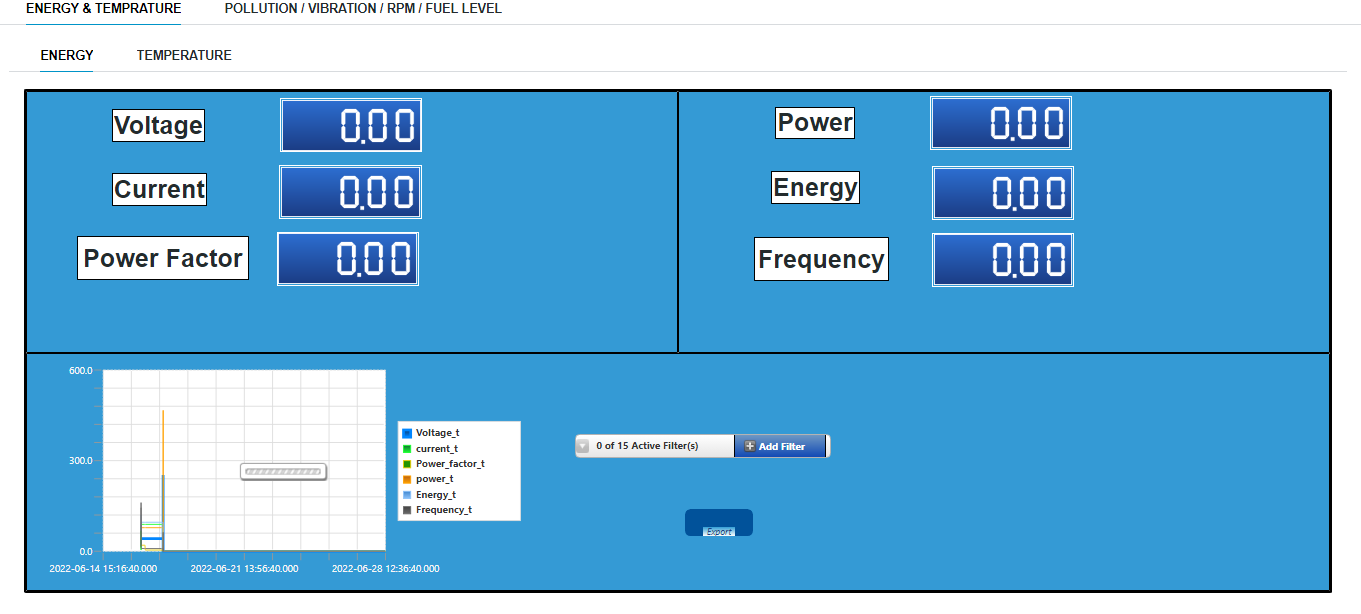 ENERGY & TEMPRATURE POLLUTION / VIBRATION / RPM / FUEL LEVEL
ENERGY TEMPERATURE
Voltage 0.00
Current 0.00
Power Factor 0.00
Power 0.00
Energy 0.00
Frequency 0.00
600.0
300.0
0.0
2022-06-14 15:16:40.000 2022-06-21 13:56:40.000 2022-06-28 12:36:40.000
Voltage_t
current_t
Power_factor_t
power_t
Energy_t
Frequency_t
0 of 15 Active Filter(s) Add Filter
Export